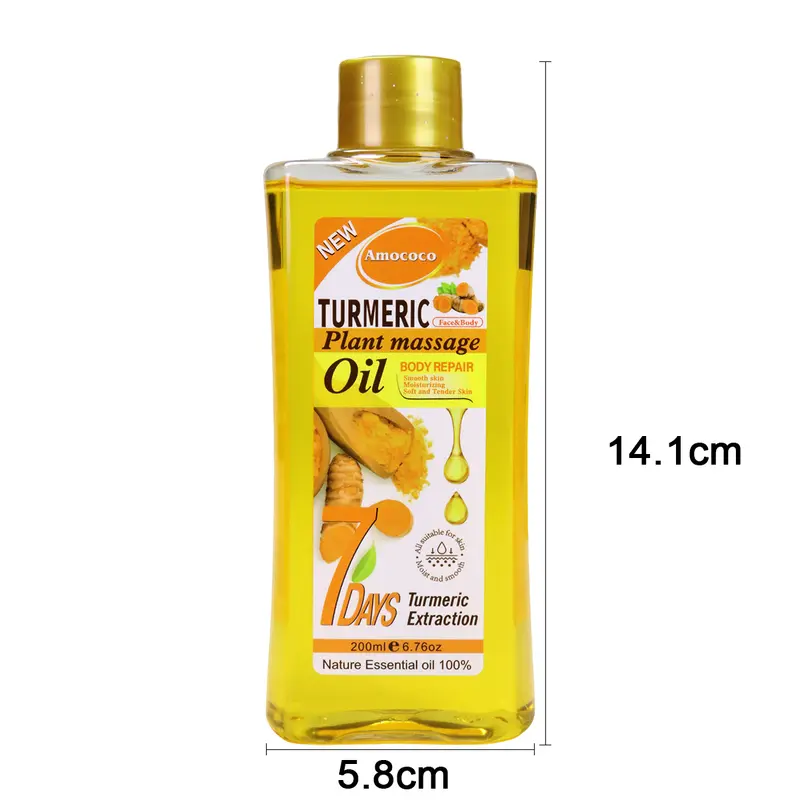 NEW
Amococo
TURMERIC
Face&Body
Plant massage
Oil
BODY REPAIR
Smooth skin
Moisturizing
Soft and Tender Skin
All suitable for skin
Moist and smooth
7 DAYS
Turmeric
Extraction
200ml e 6.76oz
Nature Essential oil 100%
14.1cm
5.8cm